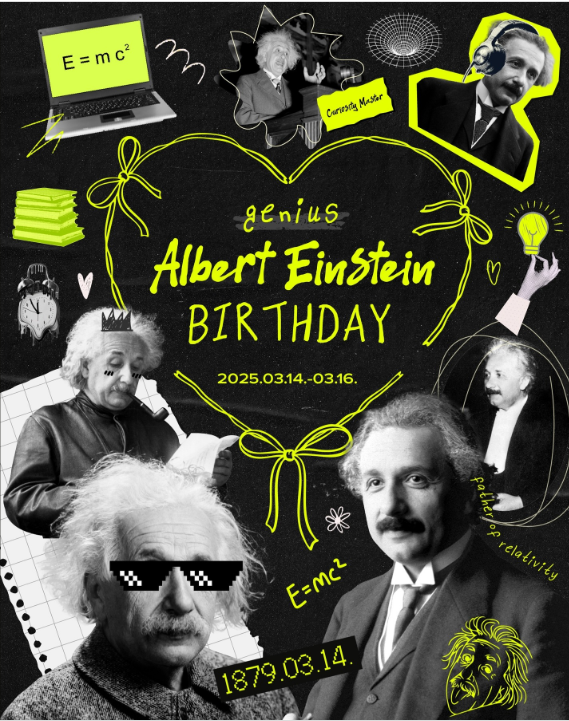 E=mc²
Curiosity Master
genius
Albert Einstein
BIRTHDAY
2025.03.14.-03.16.
father of relativity
E=mc²
1879.03.14.